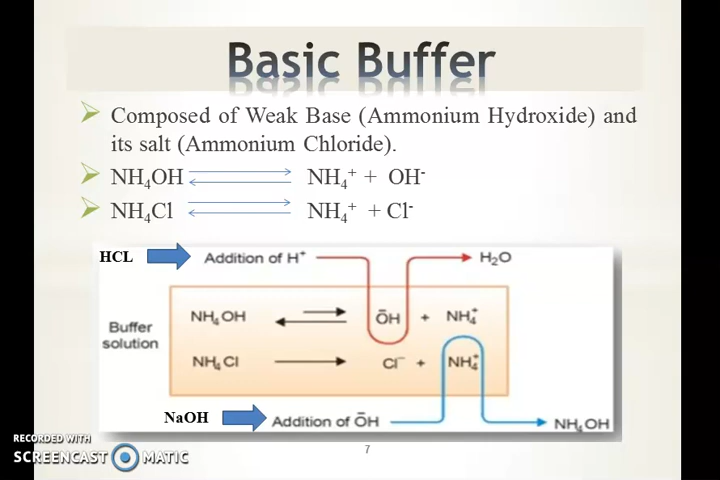 Basic Buffer
Composed of Weak Base (Ammonium Hydroxide) and
its salt (Ammonium Chloride).
NH₄OH NH₄⁺ + OH⁻
NH₄Cl NH₄⁺ + Cl⁻
HCL Addition of H⁺ H₂O
NH₄OH ŌH + NH₄⁺
Buffer
solution
NH₄Cl Cl⁻ + NH₄⁺
NaOH Addition of ŌH NH₄OH
7
RECORDED WITH
SCREENCAST MATIC